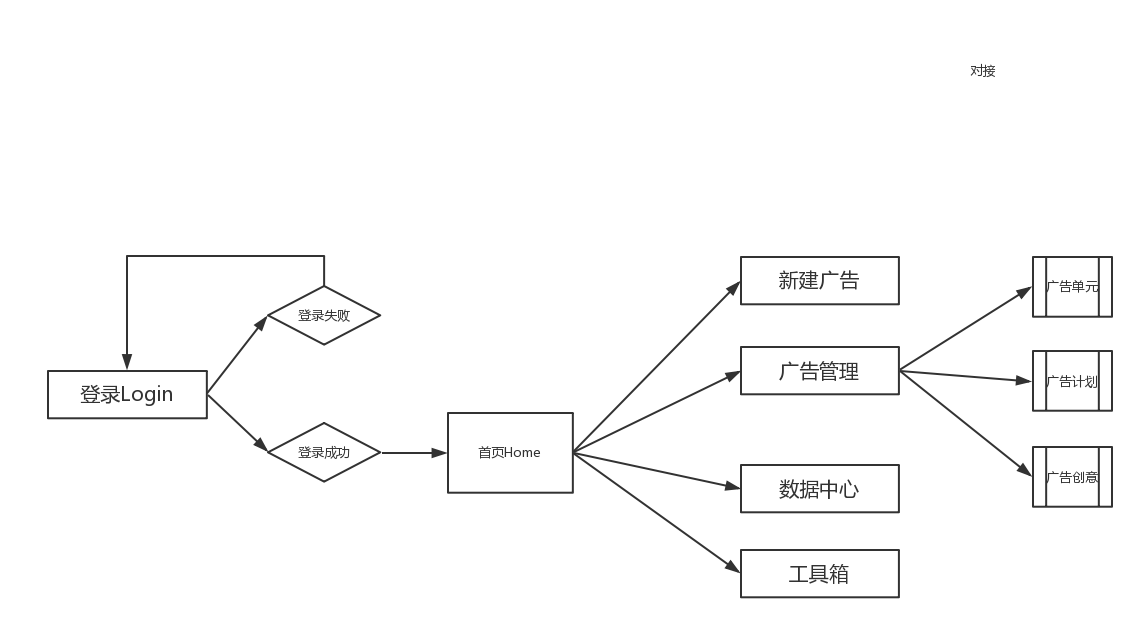 对接
登录失败
登录Login
登录成功
首页Home
新建广告
广告管理
数据中心
工具箱
广告单元
广告计划
广告创意